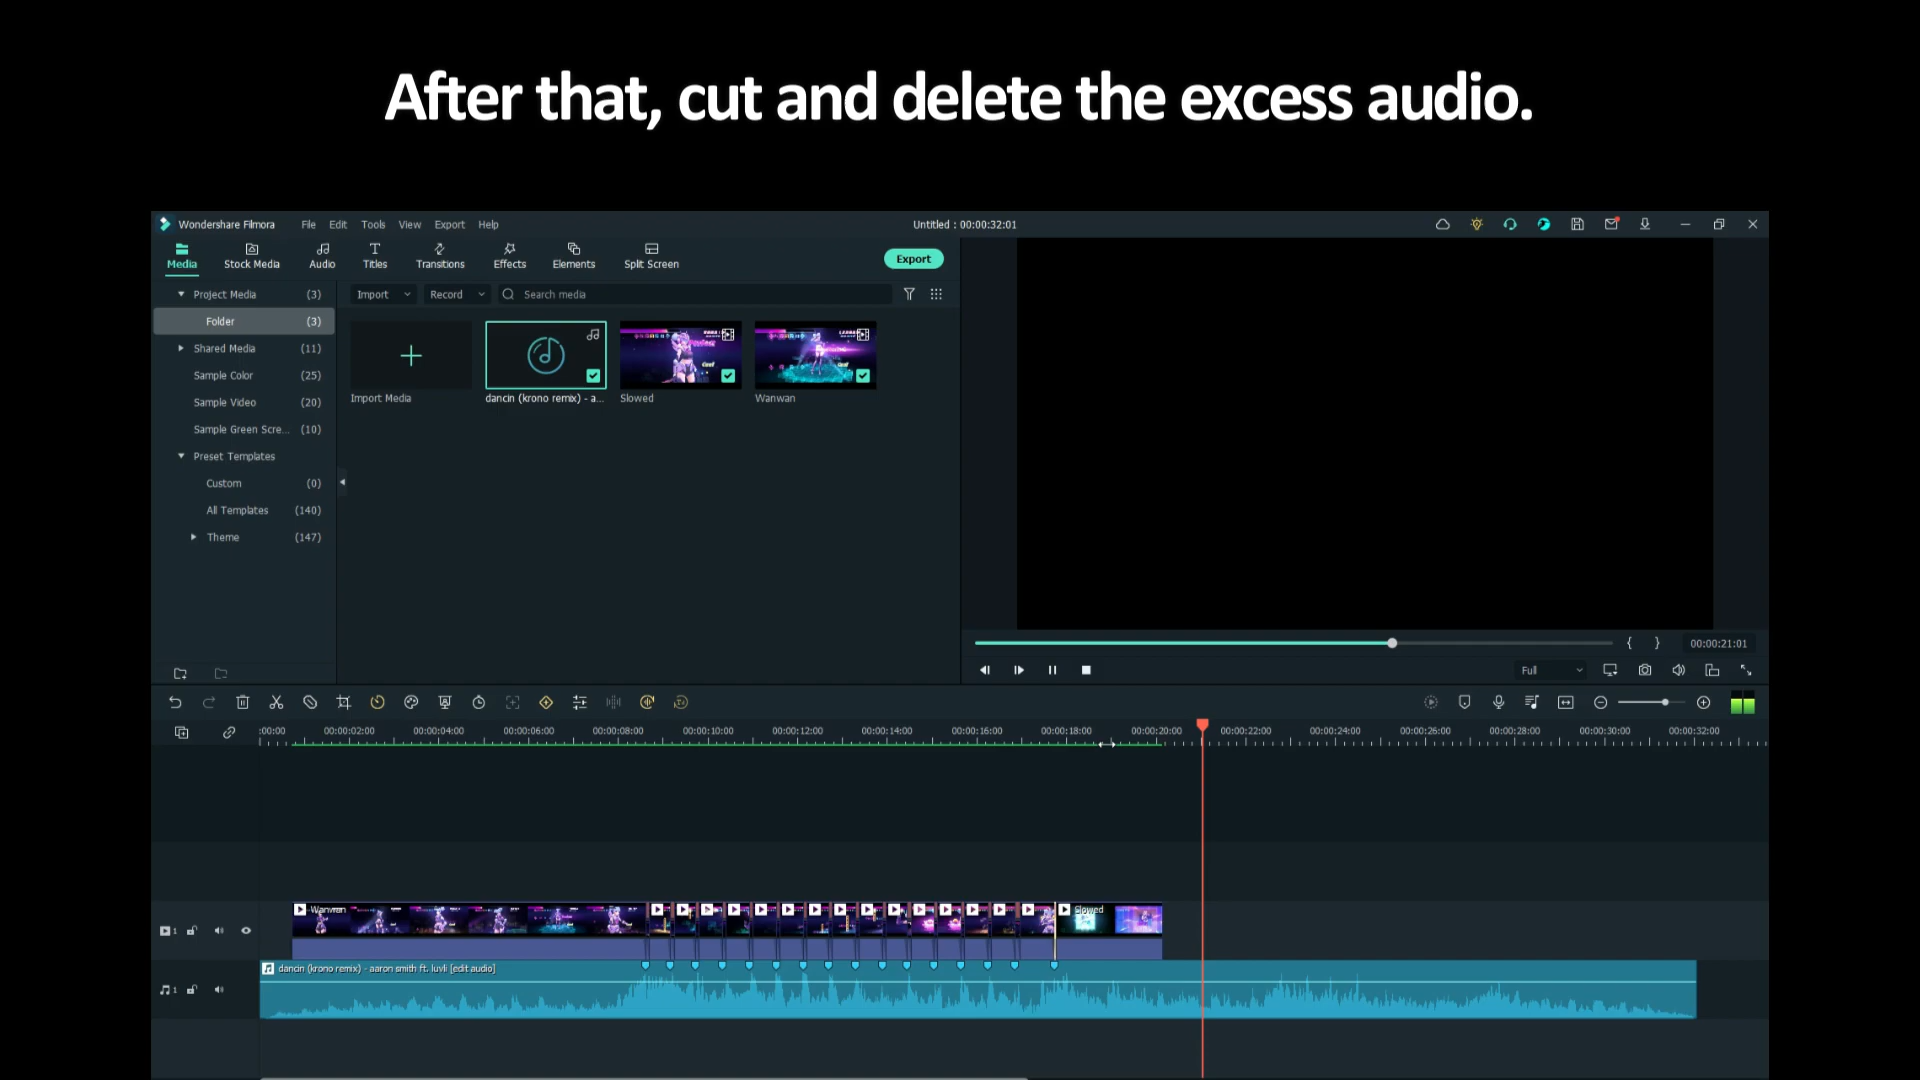 After that, cut and delete the excess audio.
Wondershare Filmora File Edit Tools View Export Help Untitled : 00:00:32:01
Media Stock Media Audio Titles Transitions Effects Elements Split Screen Export
Project Media (3) Import Record Search media
Folder (3)
Shared Media (11)
Sample Color (25)
Sample Video (20)
Sample Green Scre... (10)
Preset Templates
Custom (0)
All Templates (140)
Theme (147)
Import Media dancin (krono remix) - a... Slowed Wanwan
{ } 00:00:21:01
Full
:00:00 00:00:02:00 00:00:04:00 00:00:06:00 00:00:08:00 00:00:10:00 00:00:12:00 00:00:14:00 00:00:16:00 00:00:18:00 00:00:20:00 00:00:22:00 00:00:24:00 00:00:26:00 00:00:28:00 00:00:30:00 00:00:32:00
Wanwan Slowed
1
dancin (krono remix) - aaron smith ft. luvli [edit audio]
1